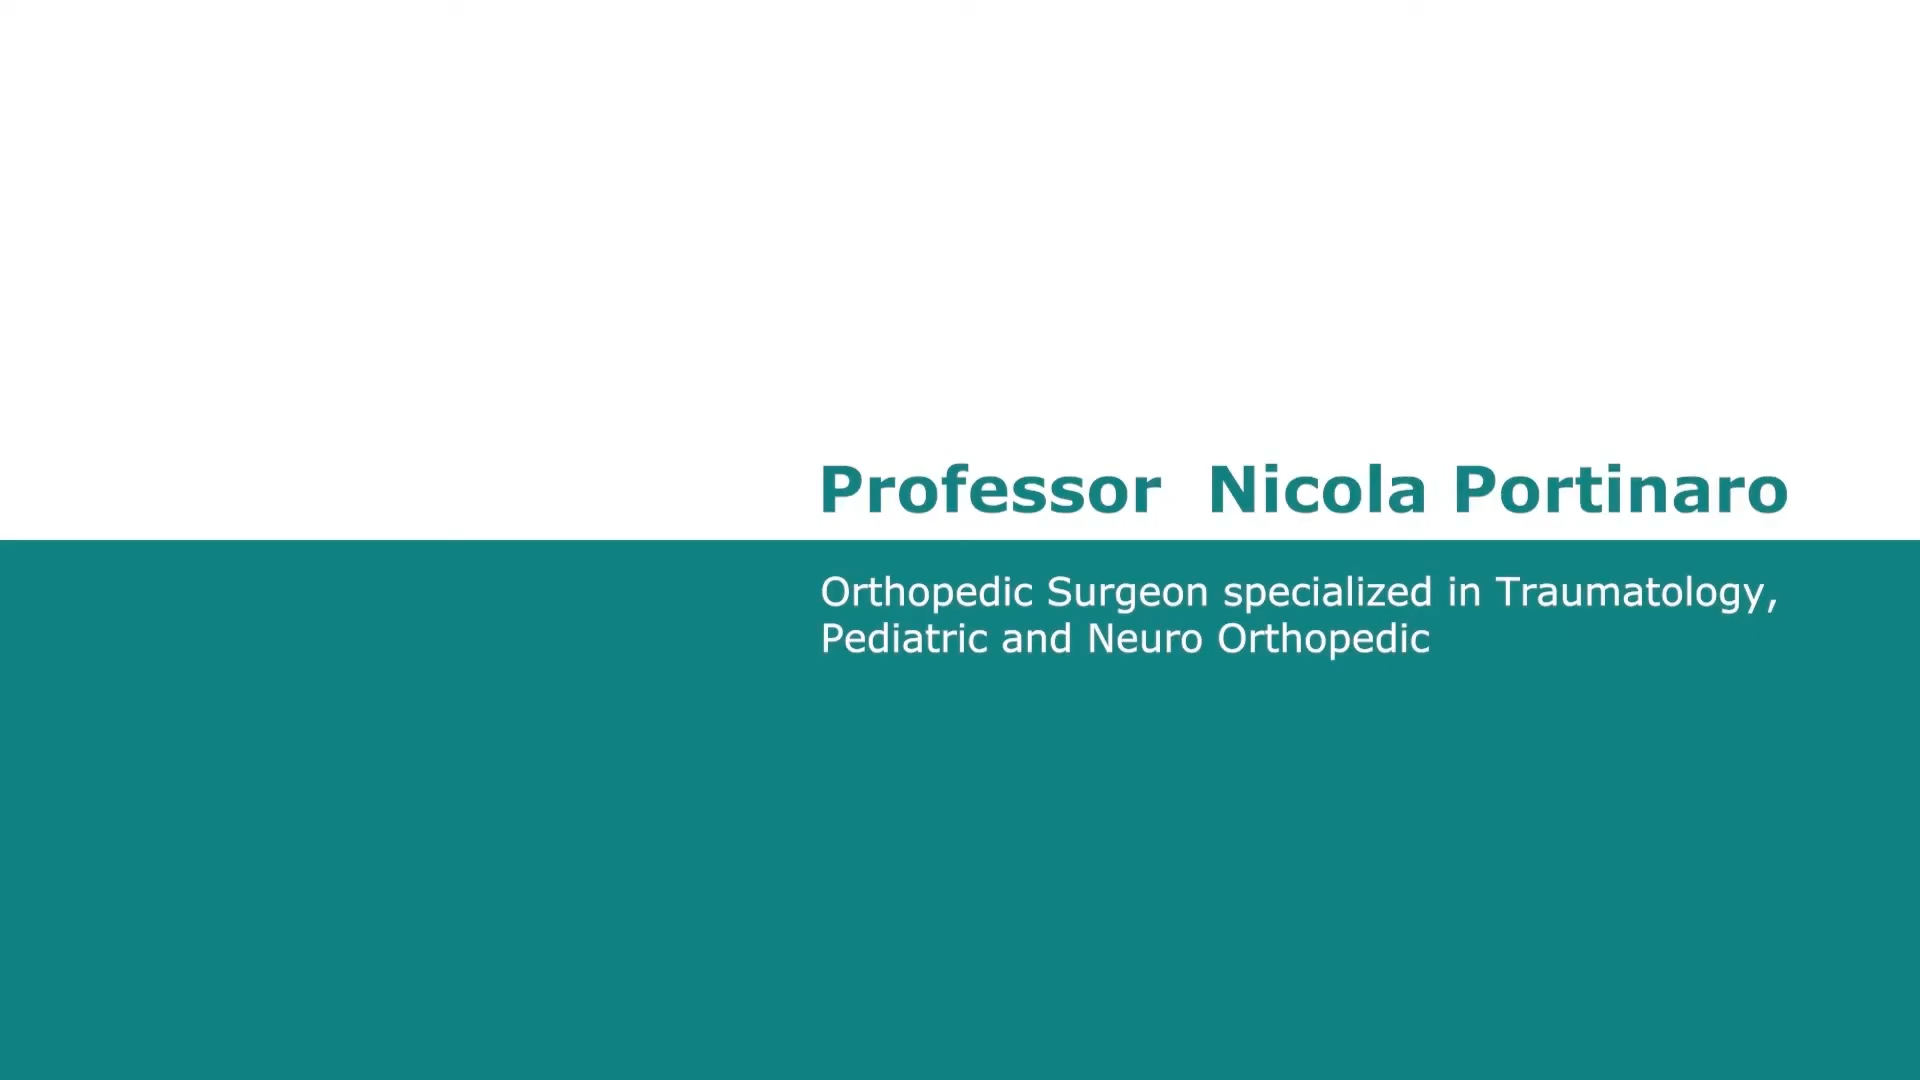 Professor  Nicola Portinaro
Orthopedic Surgeon specialized in Traumatology,
Pediatric and Neuro Orthopedic